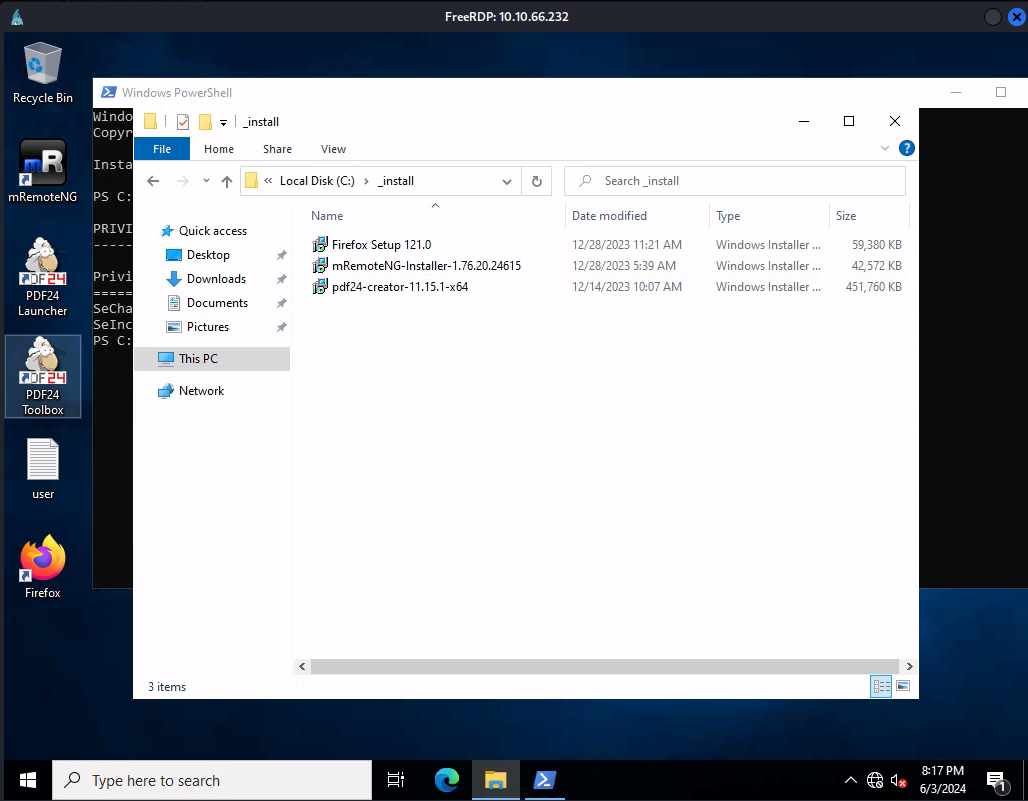 FreeRDP: 10.10.66.232
Recycle Bin
mRemoteNG
PDF24
PDF24
Launcher
PDF24
PDF24
Toolbox
user
Firefox
Windows PowerShell
Windo
Copyr
Insta
PS C:
PRIVI
-----
Privi
=====
SeCha
SeInc
PS C:
_install
File Home Share View
« Local Disk (C:) › _install
Search _install
Quick access
Desktop
Downloads
Documents
Pictures
This PC
Network
Name Date modified Type Size
Firefox Setup 121.0 12/28/2023 11:21 AM Windows Installer ... 59,380 KB
mRemoteNG-Installer-1.76.20.24615 12/28/2023 5:39 AM Windows Installer ... 42,572 KB
pdf24-creator-11.15.1-x64 12/14/2023 10:07 AM Windows Installer ... 451,760 KB
3 items
Type here to search
8:17 PM
6/3/2024
1